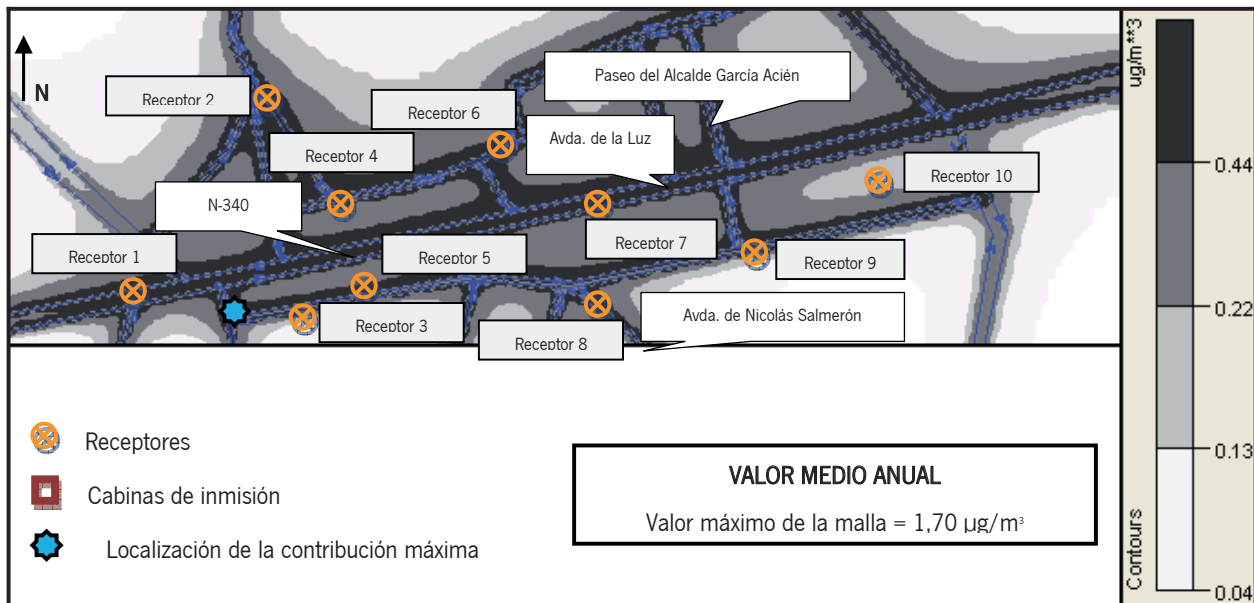 Paseo del Alcalde García Acién
Receptor 2
Receptor 6
N
Avda. de la Luz
Receptor 4
Receptor 10
N-340
Receptor 7
Receptor 1
Receptor 5
Receptor 9
Receptor 3
Avda. de Nicolás Salmerón
Receptor 8
Receptores
Cabinas de inmisión
Localización de la contribución máxima
VALOR MEDIO ANUAL
Valor máximo de la malla = 1,70 µg/m³
ug/m**3
0.44
0.22
0.13
0.04
Contours